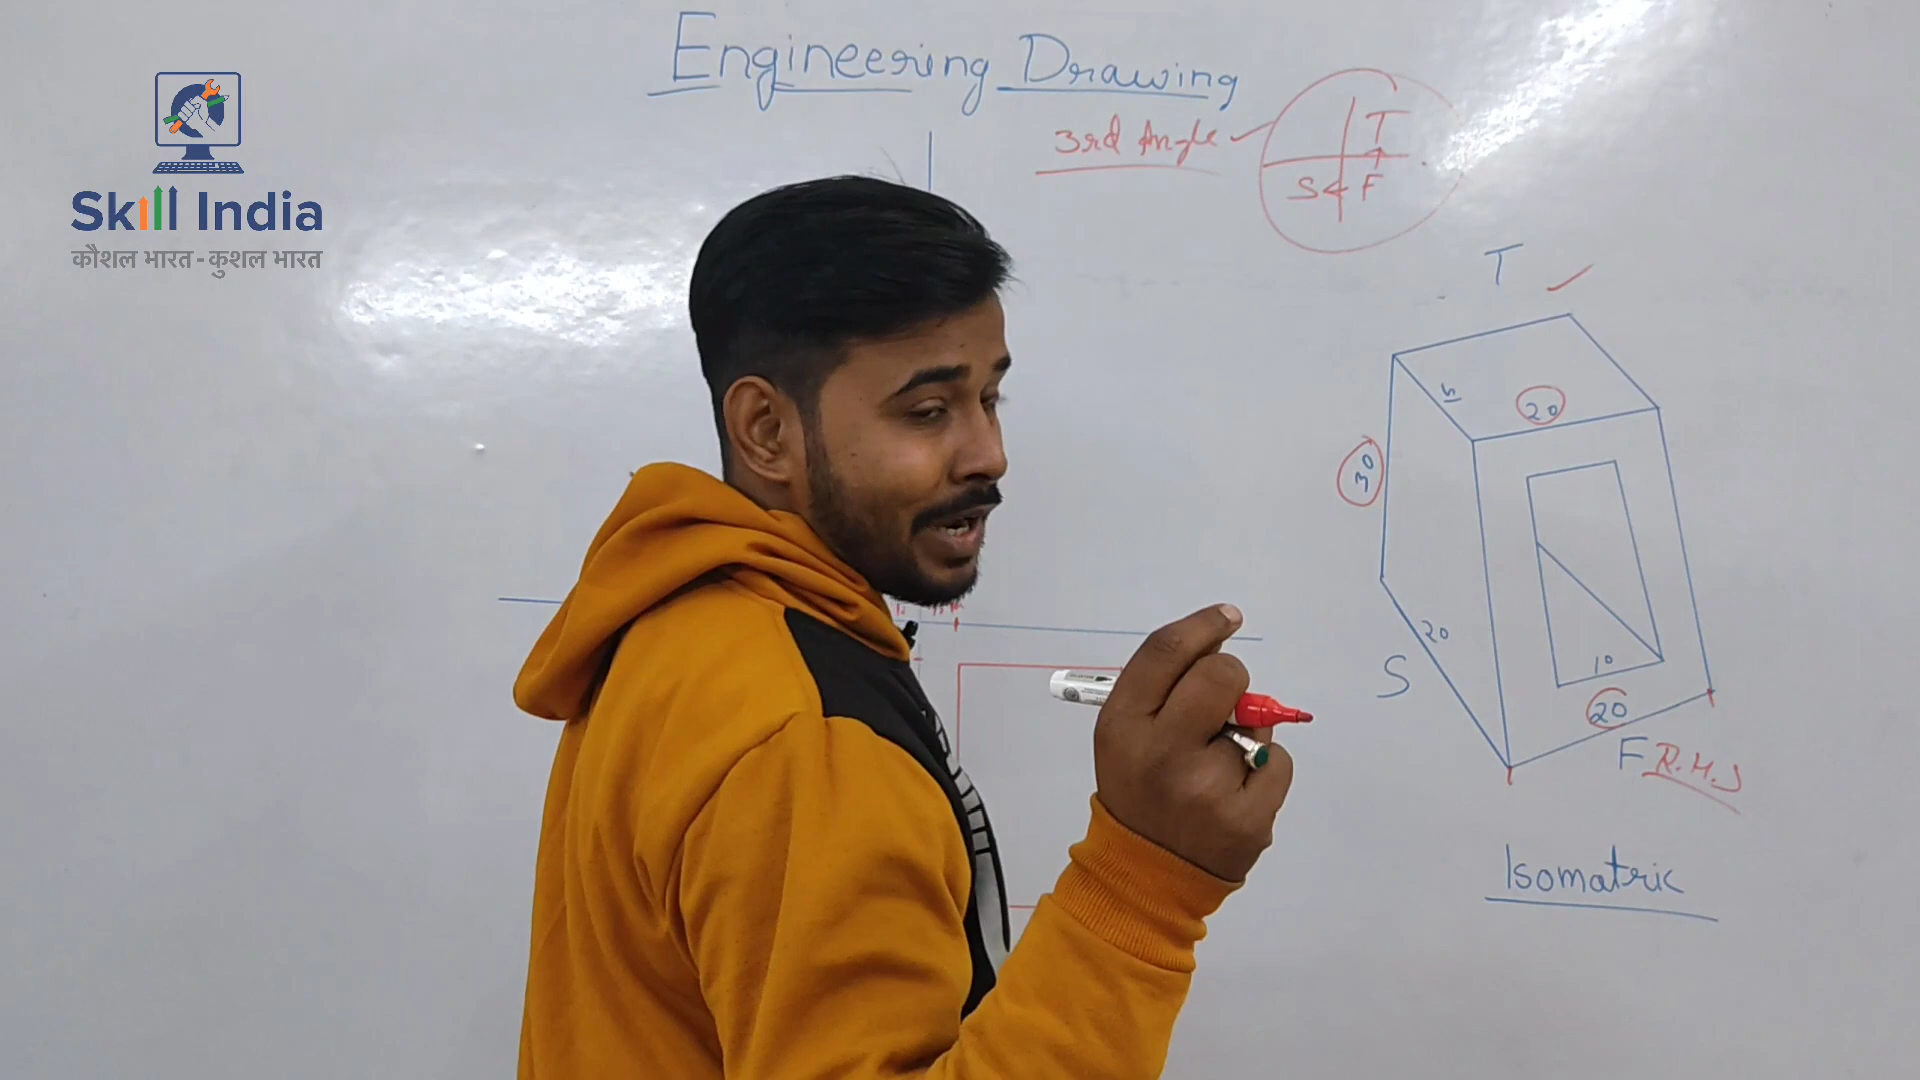 Engineering Drawing
3rd Angle
T
S F
Skill India
कौशल भारत - कुशल भारत
T
20
30
20
S
10
20
F R.H.S
Isomatric